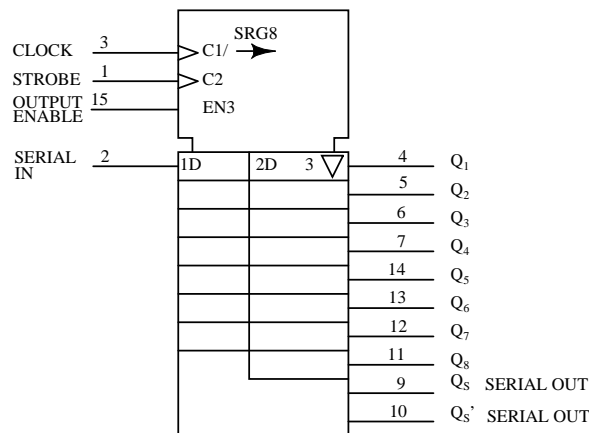 SRG8
CLOCK 3 C1/
STROBE 1 C2
OUTPUT ENABLE 15 EN3
SERIAL IN 2 1D 2D 3 4 Q1
5 Q2
6 Q3
7 Q4
14 Q5
13 Q6
12 Q7
11 Q8
9 QS SERIAL OUT
10 QS' SERIAL OUT